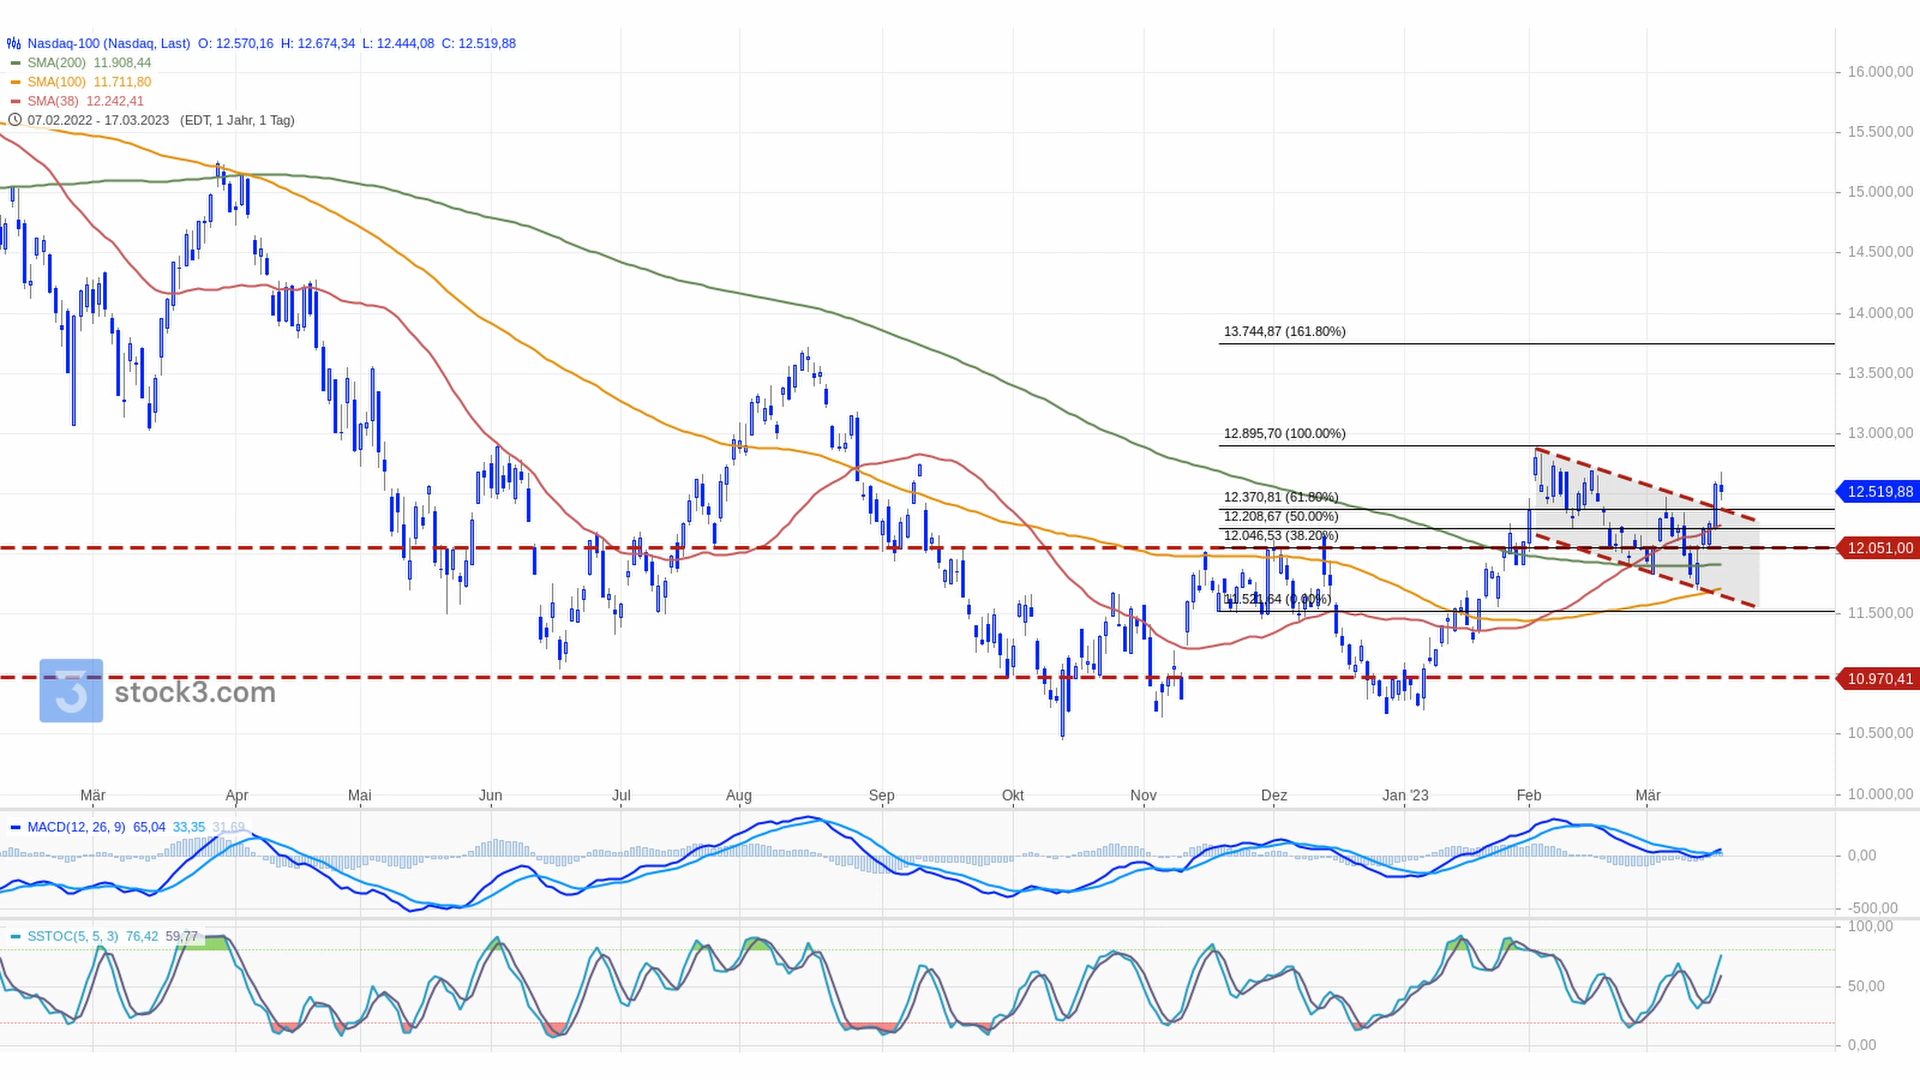 Nasdaq-100 (Nasdaq, Last) O: 12.570,16 H: 12.674,34 L: 12.444,08 C: 12.519,88
SMA(200) 11.908,44
SMA(100) 11.711,80
SMA(38) 12.242,41
07.02.2022 - 17.03.2023 (EDT, 1 Jahr, 1 Tag)
16.000,00
15.500,00
15.000,00
14.500,00
14.000,00
13.744,87 (161.80%)
13.500,00
12.895,70 (100.00%)
13.000,00
12.519,88
12.370,81 (61.80%)
12.208,67 (50.00%)
12.046,53 (38.20%)
12.051,00
11.521,64 (0.00%)
11.500,00
10.970,41
3 stock3.com
10.500,00
10.000,00
Mär Apr Mai Jun Jul Aug Sep Okt Nov Dez Jan '23 Feb Mär
MACD(12, 26, 9) 65,04 33,35 31,69
0,00
-500,00
SSTOC(5, 5, 3) 76,42 59,77
100,00
50,00
0,00